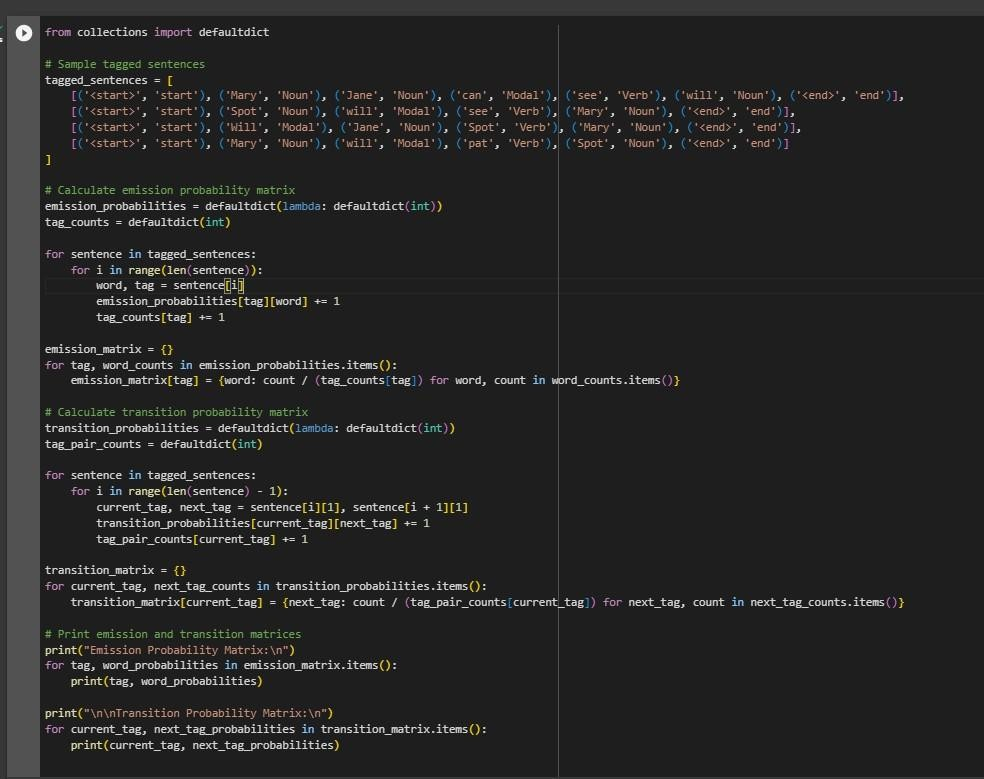 from collections import defaultdict
# Sample tagged sentences
tagged_sentences = [
    [('<start>', 'start'), ('Mary', 'Noun'), ('Jane', 'Noun'), ('can', 'Modal'), ('see', 'Verb'), ('will', 'Noun'), ('<end>', 'end')],
    [('<start>', 'start'), ('Spot', 'Noun'), ('will', 'Modal'), ('see', 'Verb'), ('Mary', 'Noun'), ('<end>', 'end')],
    [('<start>', 'start'), ('Will', 'Modal'), ('Jane', 'Noun'), ('Spot', 'Verb'), ('Mary', 'Noun'), ('<end>', 'end')],
    [('<start>', 'start'), ('Mary', 'Noun'), ('will', 'Modal'), ('pat', 'Verb'), ('Spot', 'Noun'), ('<end>', 'end')]
]
# Calculate emission probability matrix
emission_probabilities = defaultdict(lambda: defaultdict(int))
tag_counts = defaultdict(int)
for sentence in tagged_sentences:
    for i in range(len(sentence)):
        word, tag = sentence[i]
        emission_probabilities[tag][word] += 1
        tag_counts[tag] += 1
emission_matrix = {}
for tag, word_counts in emission_probabilities.items():
    emission_matrix[tag] = {word: count / (tag_counts[tag]) for word, count in word_counts.items()}
# Calculate transition probability matrix
transition_probabilities = defaultdict(lambda: defaultdict(int))
tag_pair_counts = defaultdict(int)
for sentence in tagged_sentences:
    for i in range(len(sentence) - 1):
        current_tag, next_tag = sentence[i][1], sentence[i + 1][1]
        transition_probabilities[current_tag][next_tag] += 1
        tag_pair_counts[current_tag] += 1
transition_matrix = {}
for current_tag, next_tag_counts in transition_probabilities.items():
    transition_matrix[current_tag] = {next_tag: count / (tag_pair_counts[current_tag]) for next_tag, count in next_tag_counts.items()}
# Print emission and transition matrices
print("Emission Probability Matrix:\n")
for tag, word_probabilities in emission_matrix.items():
    print(tag, word_probabilities)
print("\n\nTransition Probability Matrix:\n")
for current_tag, next_tag_probabilities in transition_matrix.items():
    print(current_tag, next_tag_probabilities)